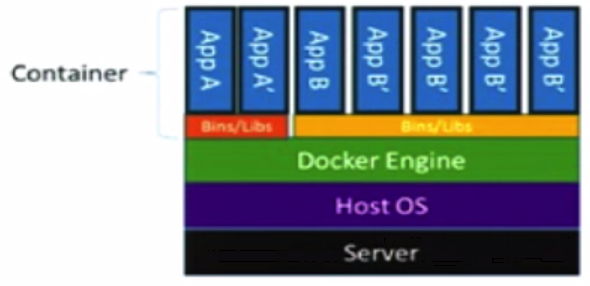 Container
App A
App A'
App B
App B'
App B'
App B'
App B'
Bins/Libs
Bins/Libs
Docker Engine
Host OS
Server